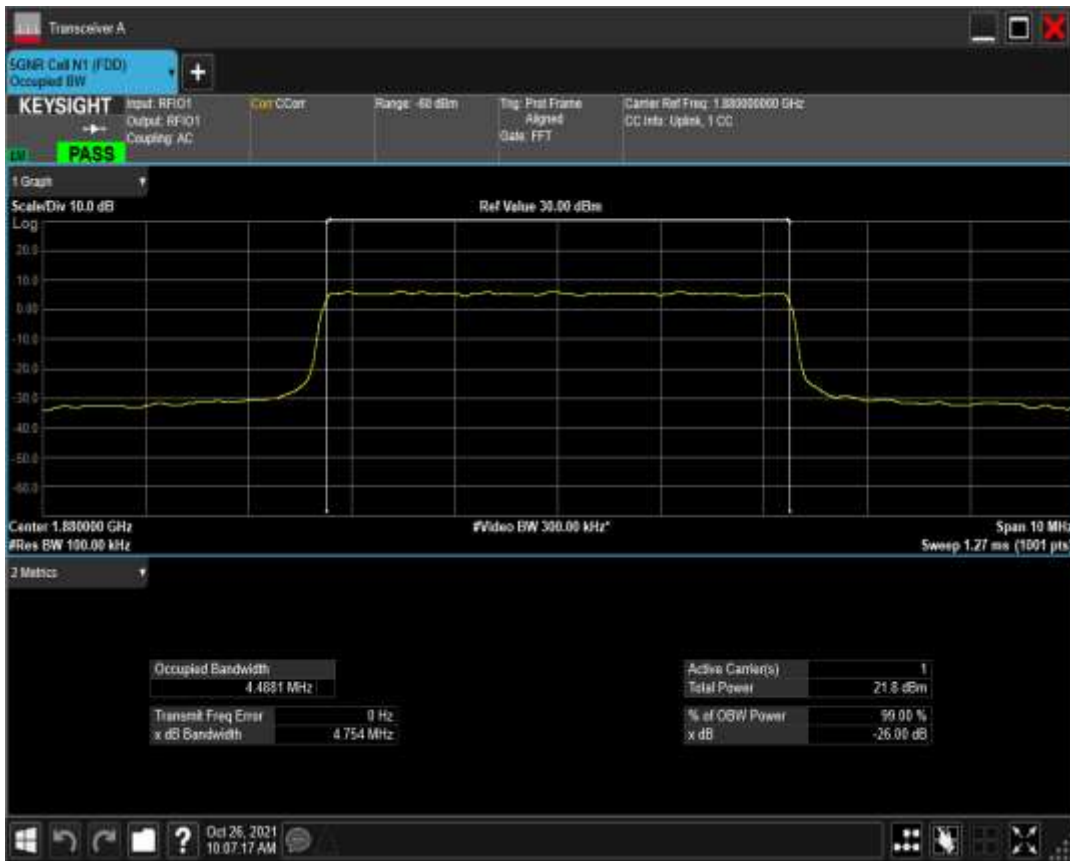 Transceiver A
5GNR Cell N1 (FDD)
Occupied BW
+
KEYSIGHT
PASS
Input: RFIO1
Output: RFIO1
Coupling: AC
Corr CCorr
Range: -60 dBm
Trig: Prot Frame
Aligned
Gate: FFT
Carrier Ref Freq: 1.880000000 GHz
CC Info: Uplink, 1 CC
1 Graph
Scale/Div 10.0 dB
Ref Value 30.00 dBm
Log
20.0
10.0
0.00
-10.0
-20.0
-30.0
-40.0
-50.0
-60.0
Center 1.880000 GHz
#Video BW 300.00 kHz*
Span 10 MHz
#Res BW 100.00 kHz
Sweep 1.27 ms (1001 pts)
2 Metrics
Occupied Bandwidth
4.4681 MHz
Transmit Freq Error 0 Hz
x dB Bandwidth 4.754 MHz
Active Carrier(s) 1
Total Power 21.8 dBm
% of OBW Power 99.00 %
x dB -26.00 dB
?
Oct 26, 2021
10:07:17 AM